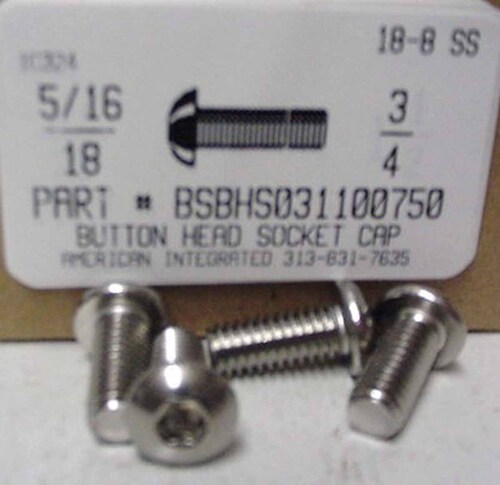 18-8 SS
5/16
18
3
4
PART # BSBHS031100750
BUTTON HEAD SOCKET CAP
AMERICAN INTEGRATED 313-831-7635